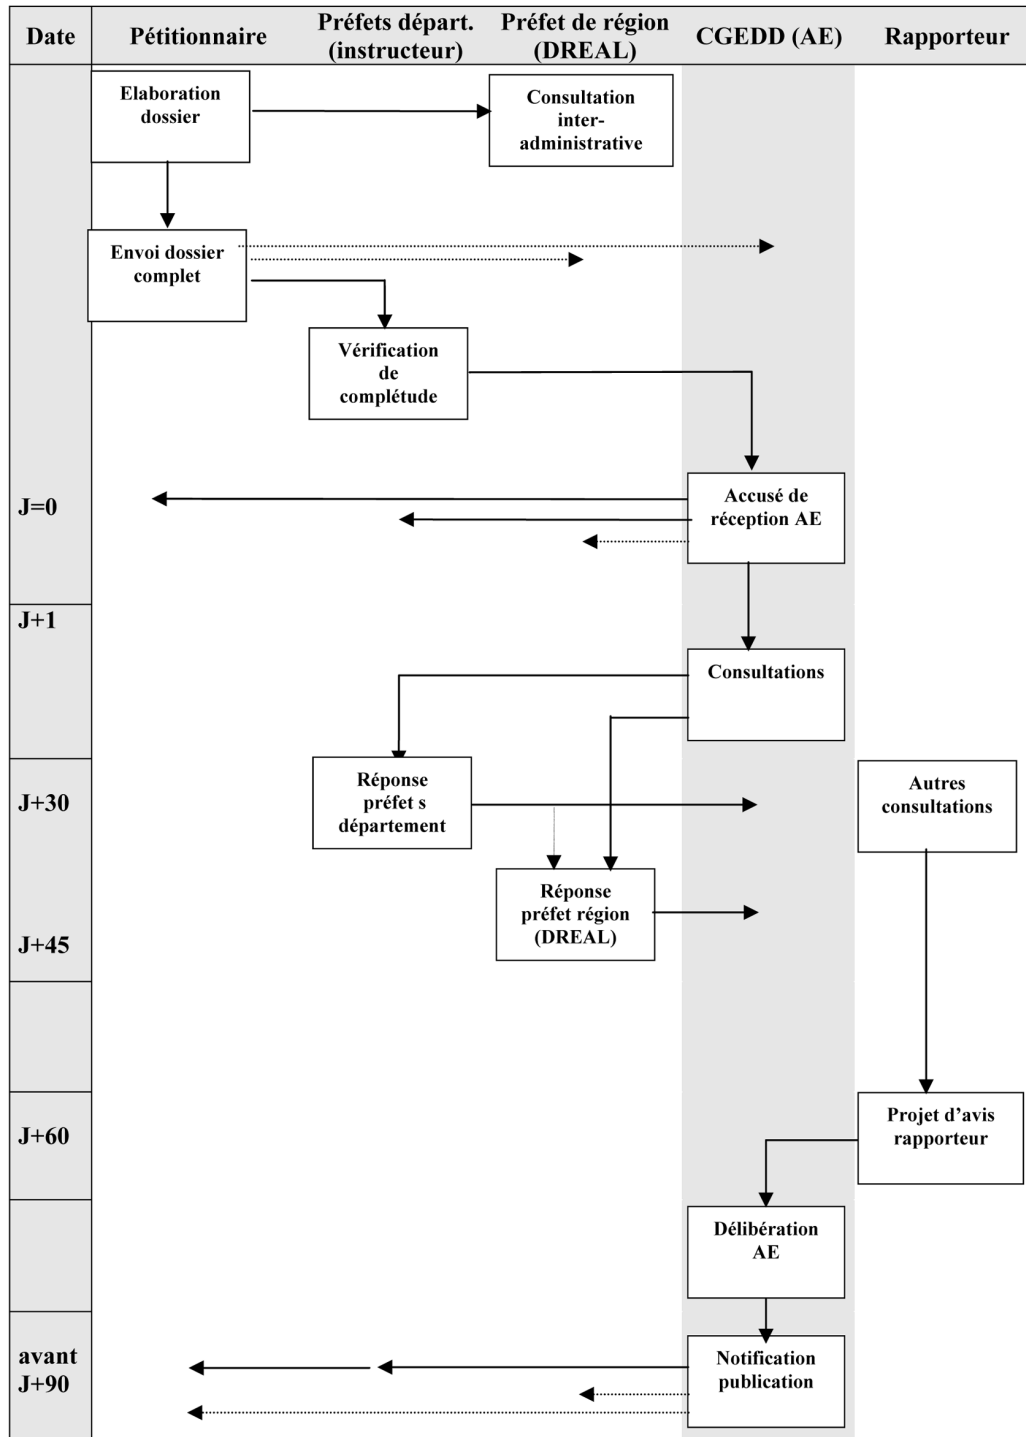 Date
Pétitionnaire
Préfets départ.
(instructeur)
Préfet de région
(DREAL)
CGEDD (AE)
Rapporteur
Elaboration
dossier
Consultation
inter-
administrative
Envoi dossier
complet
Vérification
de
complétude
J=0
Accusé de
réception AE
J+1
Consultations
J+30
Réponse
préfet s
département
Autres
consultations
Réponse
préfet région
(DREAL)
J+45
J+60
Projet d’avis
rapporteur
Délibération
AE
avant
J+90
Notification
publication